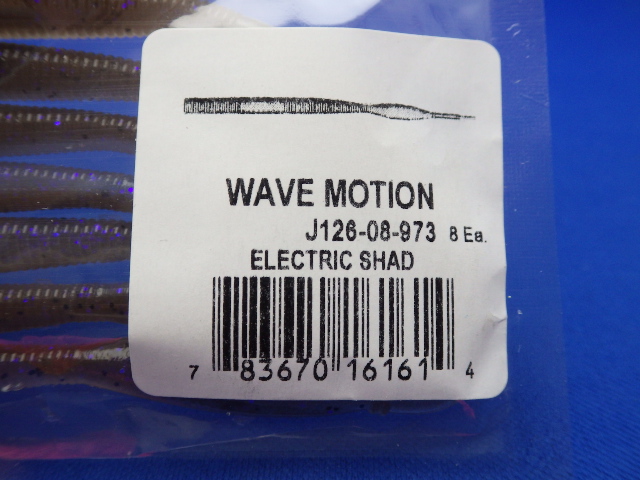 WAVE MOTION
J126-08-973 8 Ea.
ELECTRIC SHAD
7 83670 16161 4